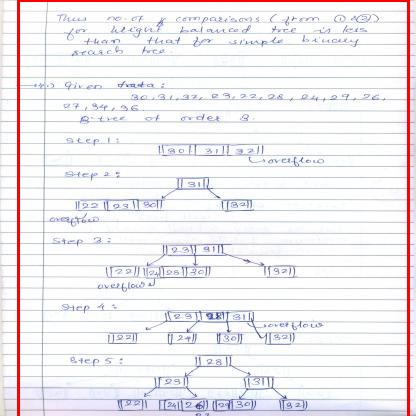 Thus no. of comparisons (from ① & ②)
for height balanced tree is less
than that for simple binary
search tree.
Given data:
30, 31, 32, 23, 22, 28, 24, 29, 26,
27, 34, 36.
B-tree of order 3.
Step 1:
30 31 32
overflow
Step 2:
31
22 23 30 32
overflow
Step 3:
23 31
22 24 28 30 32
overflow
Step 4:
23 28 31
overflow
22 24 30 32
Step 5:
28
23 31
22 24 26 29 30 32